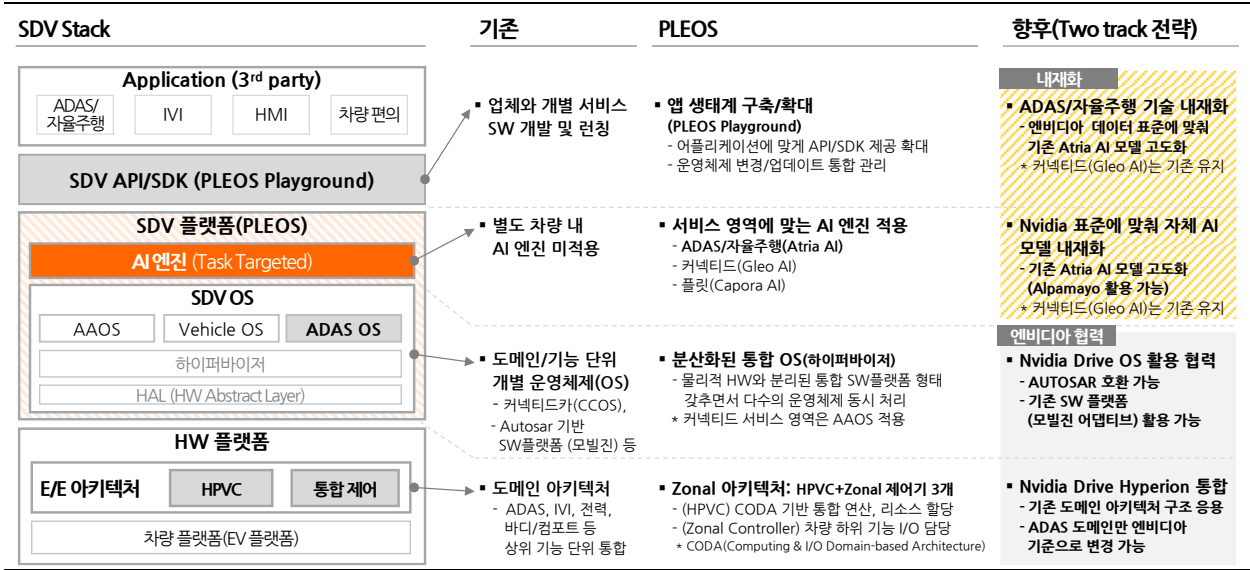 SDV Stack
기존
PLEOS
향후(Two track 전략)
Application (3rd party)
ADAS/
자율주행
IVI
HMI
차량 편의
SDV API/SDK (PLEOS Playground)
SDV 플랫폼(PLEOS)
AI 엔진 (Task Targeted)
SDV OS
AAOS
Vehicle OS
ADAS OS
하이퍼바이저
HAL (HW Abstract Layer)
HW 플랫폼
E/E 아키텍처
HPVC
통합 제어
차량 플랫폼(EV 플랫폼)
▪ 업체와 개별 서비스
SW 개발 및 런칭
▪ 앱 생태계 구축/확대
(PLEOS Playground)
- 어플리케이션에 맞게 API/SDK 제공 확대
- 운영체제 변경/업데이트 통합 관리
내재화
▪ ADAS/자율주행 기술 내재화
- 엔비디아 데이터 표준에 맞춰
기존 Atria AI 모델 고도화
* 커넥티드(Gleo AI)는 기존 유지
▪ 별도 차량 내
AI 엔진 미적용
▪ 서비스 영역에 맞는 AI 엔진 적용
- ADAS/자율주행(Atria AI)
- 커넥티드(Gleo AI)
- 플릿(Capora AI)
▪ Nvidia 표준에 맞춰 자체 AI
모델 내재화
- 기존 Atria AI 모델 고도화
(Alpamayo 활용 가능)
* 커넥티드(Gleo AI)는 기존 유지
▪ 도메인/기능 단위
개별 운영체제(OS)
- 커넥티드카(CCOS),
- Autosar 기반
SW플랫폼 (모빌진) 등
▪ 분산화된 통합 OS(하이퍼바이저)
- 물리적 HW와 분리된 통합 SW플랫폼 형태
갖추면서 다수의 운영체제 동시 처리
* 커넥티드 서비스 영역은 AAOS 적용
엔비디아 협력
▪ Nvidia Drive OS 활용 협력
- AUTOSAR 호환 가능
- 기존 SW 플랫폼
(모빌진 어댑티브) 활용 가능
▪ 도메인 아키텍처
- ADAS, IVI, 전력,
바디/컴포트 등
상위 기능 단위 통합
▪ Zonal 아키텍처: HPVC+Zonal 제어기 3개
- (HPVC) CODA 기반 통합 연산, 리소스 할당
- (Zonal Controller) 차량 하위 기능 I/O 담당
* CODA(Computing & I/O Domain-based Architecture)
▪ Nvidia Drive Hyperion 통합
- 기존 도메인 아키텍처 구조 응용
- ADAS 도메인만 엔비디아
기준으로 변경 가능